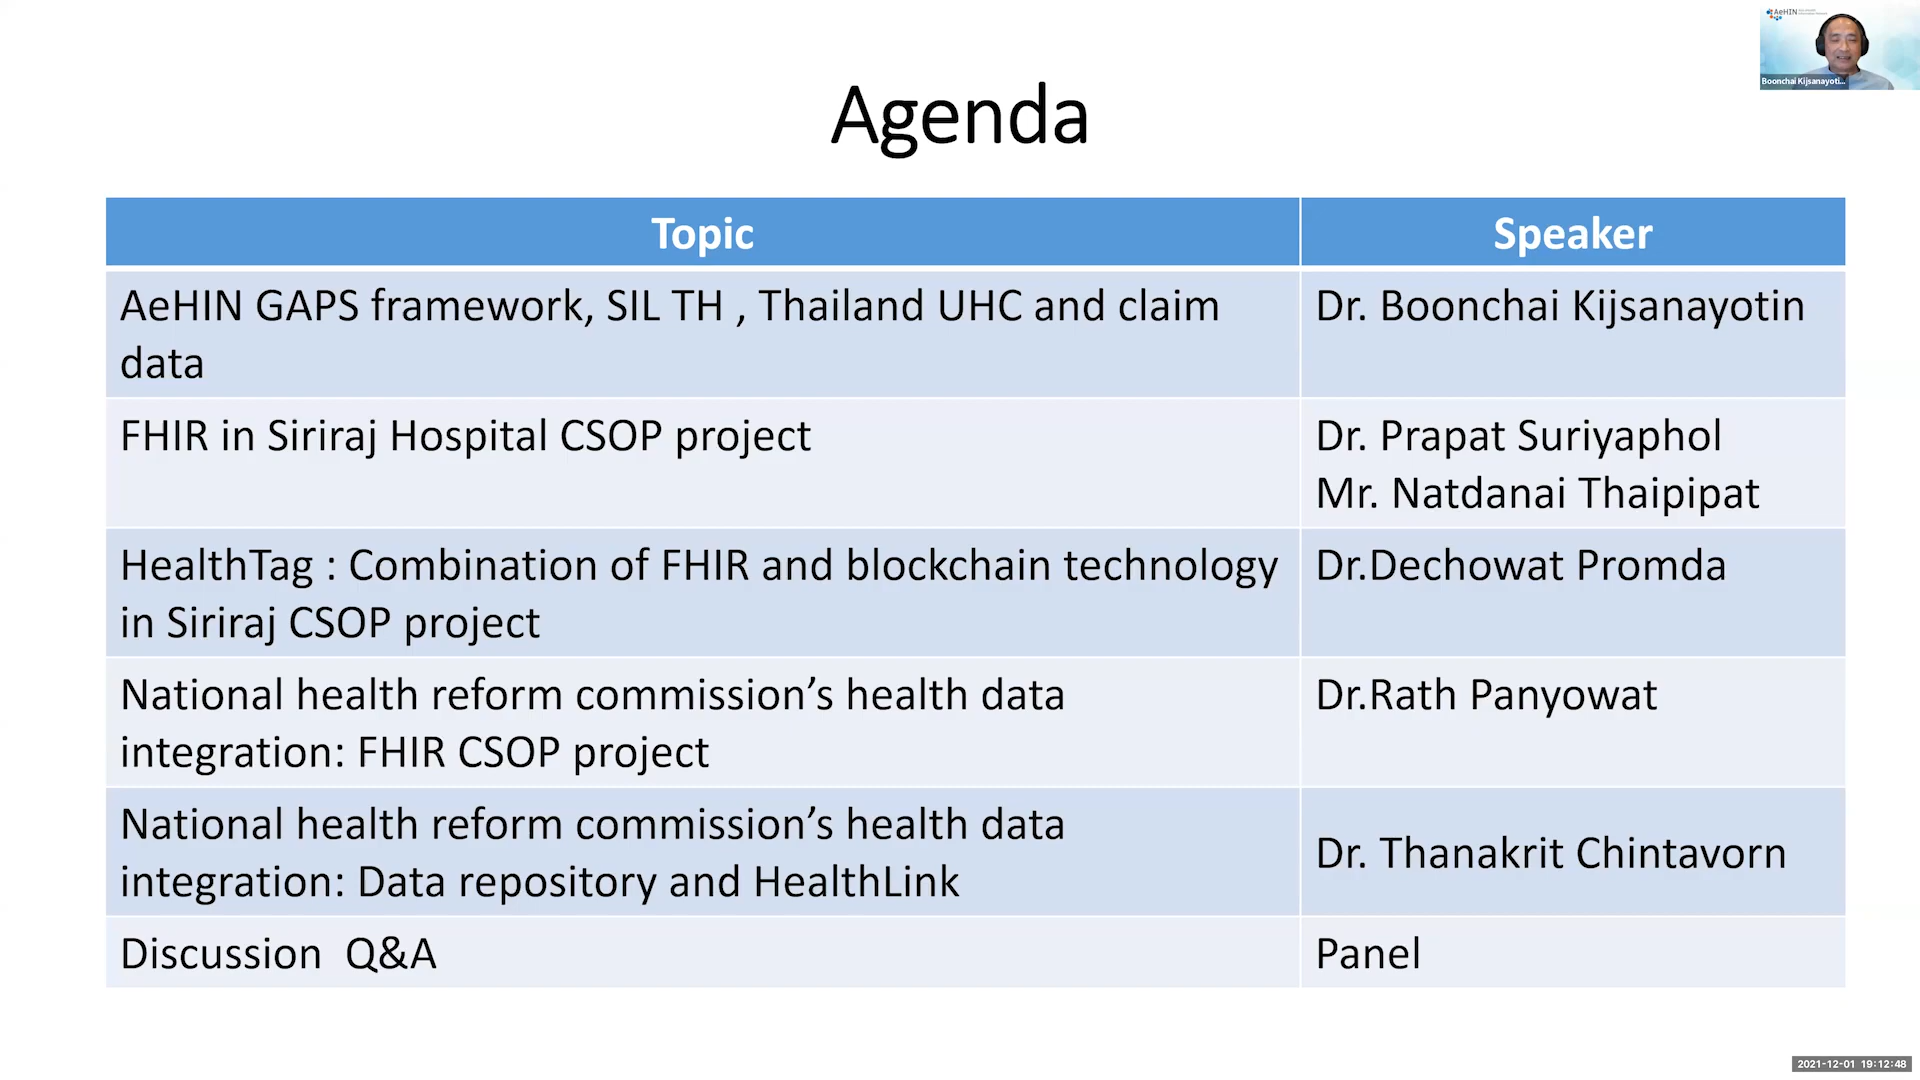 AeHIN
Boonchai Kijsanayoti...
Agenda
Topic
Speaker
AeHIN GAPS framework, SIL TH , Thailand UHC and claim
data
Dr. Boonchai Kijsanayotin
FHIR in Siriraj Hospital CSOP project
Dr. Prapat Suriyaphol
Mr. Natdanai Thaipipat
HealthTag : Combination of FHIR and blockchain technology
in Siriraj CSOP project
Dr.Dechowat Promda
National health reform commission’s health data
integration: FHIR CSOP project
Dr.Rath Panyowat
National health reform commission’s health data
integration: Data repository and HealthLink
Dr. Thanakrit Chintavorn
Discussion  Q&A
Panel
2021-12-01 19:12:48